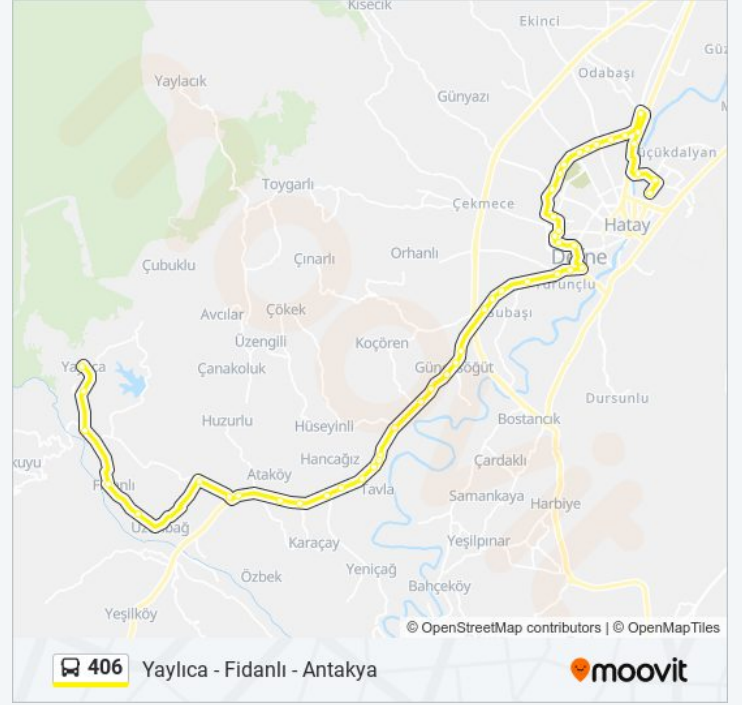 Kisecik
Ekinci
Odabaşı
Yaylacık
Günyazı
üçükdalyan
Toygarlı
Çekmece
Hatay
Orhanlı
Çınarlı
Çubuklu
Avcılar
Çökek
Subaşı
Üzengili
Koçören
Çanakoluk
Dursunlu
Huzurlu
Hüseyinli
Bostancık
Hancağız
Çardaklı
Ataköy
Tavla
Samankaya
Harbiye
Karaçay
Yeşilpınar
Yeniçağ
Özbek
Bahçeköy
Yeşilköy
© OpenStreetMap contributors | © OpenMapTiles
406 Yaylıca - Fidanlı - Antakya
moovit